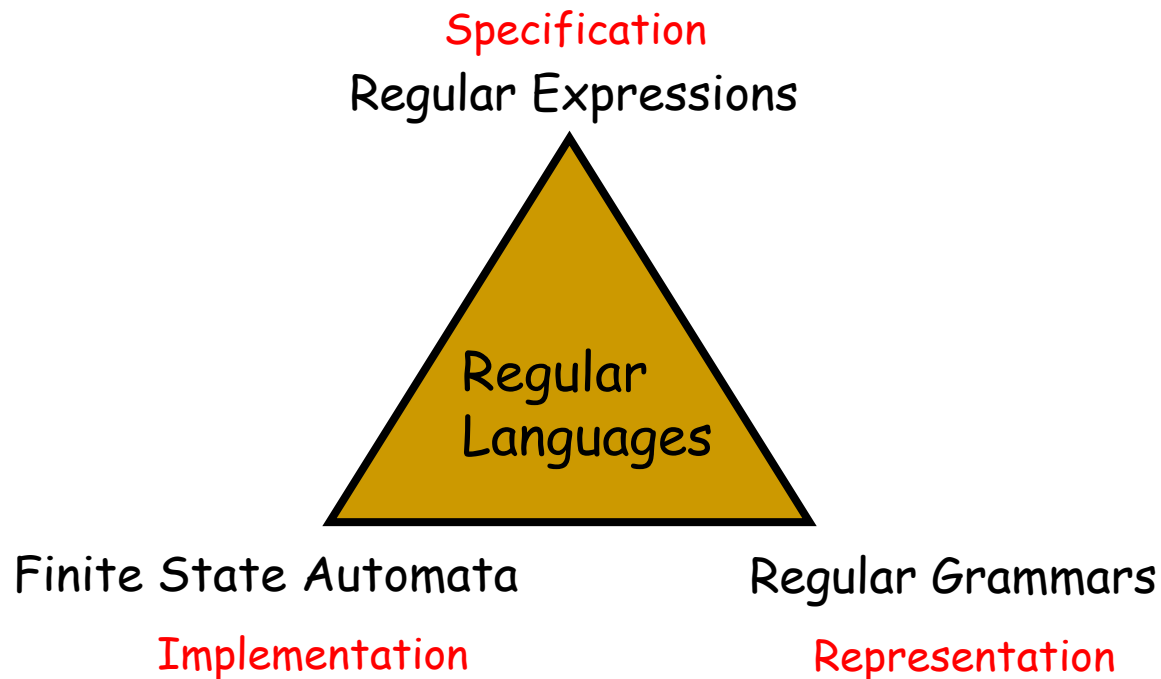 Specification
Regular Expressions
Regular
Languages
Finite State Automata
Regular Grammars
Implementation
Representation